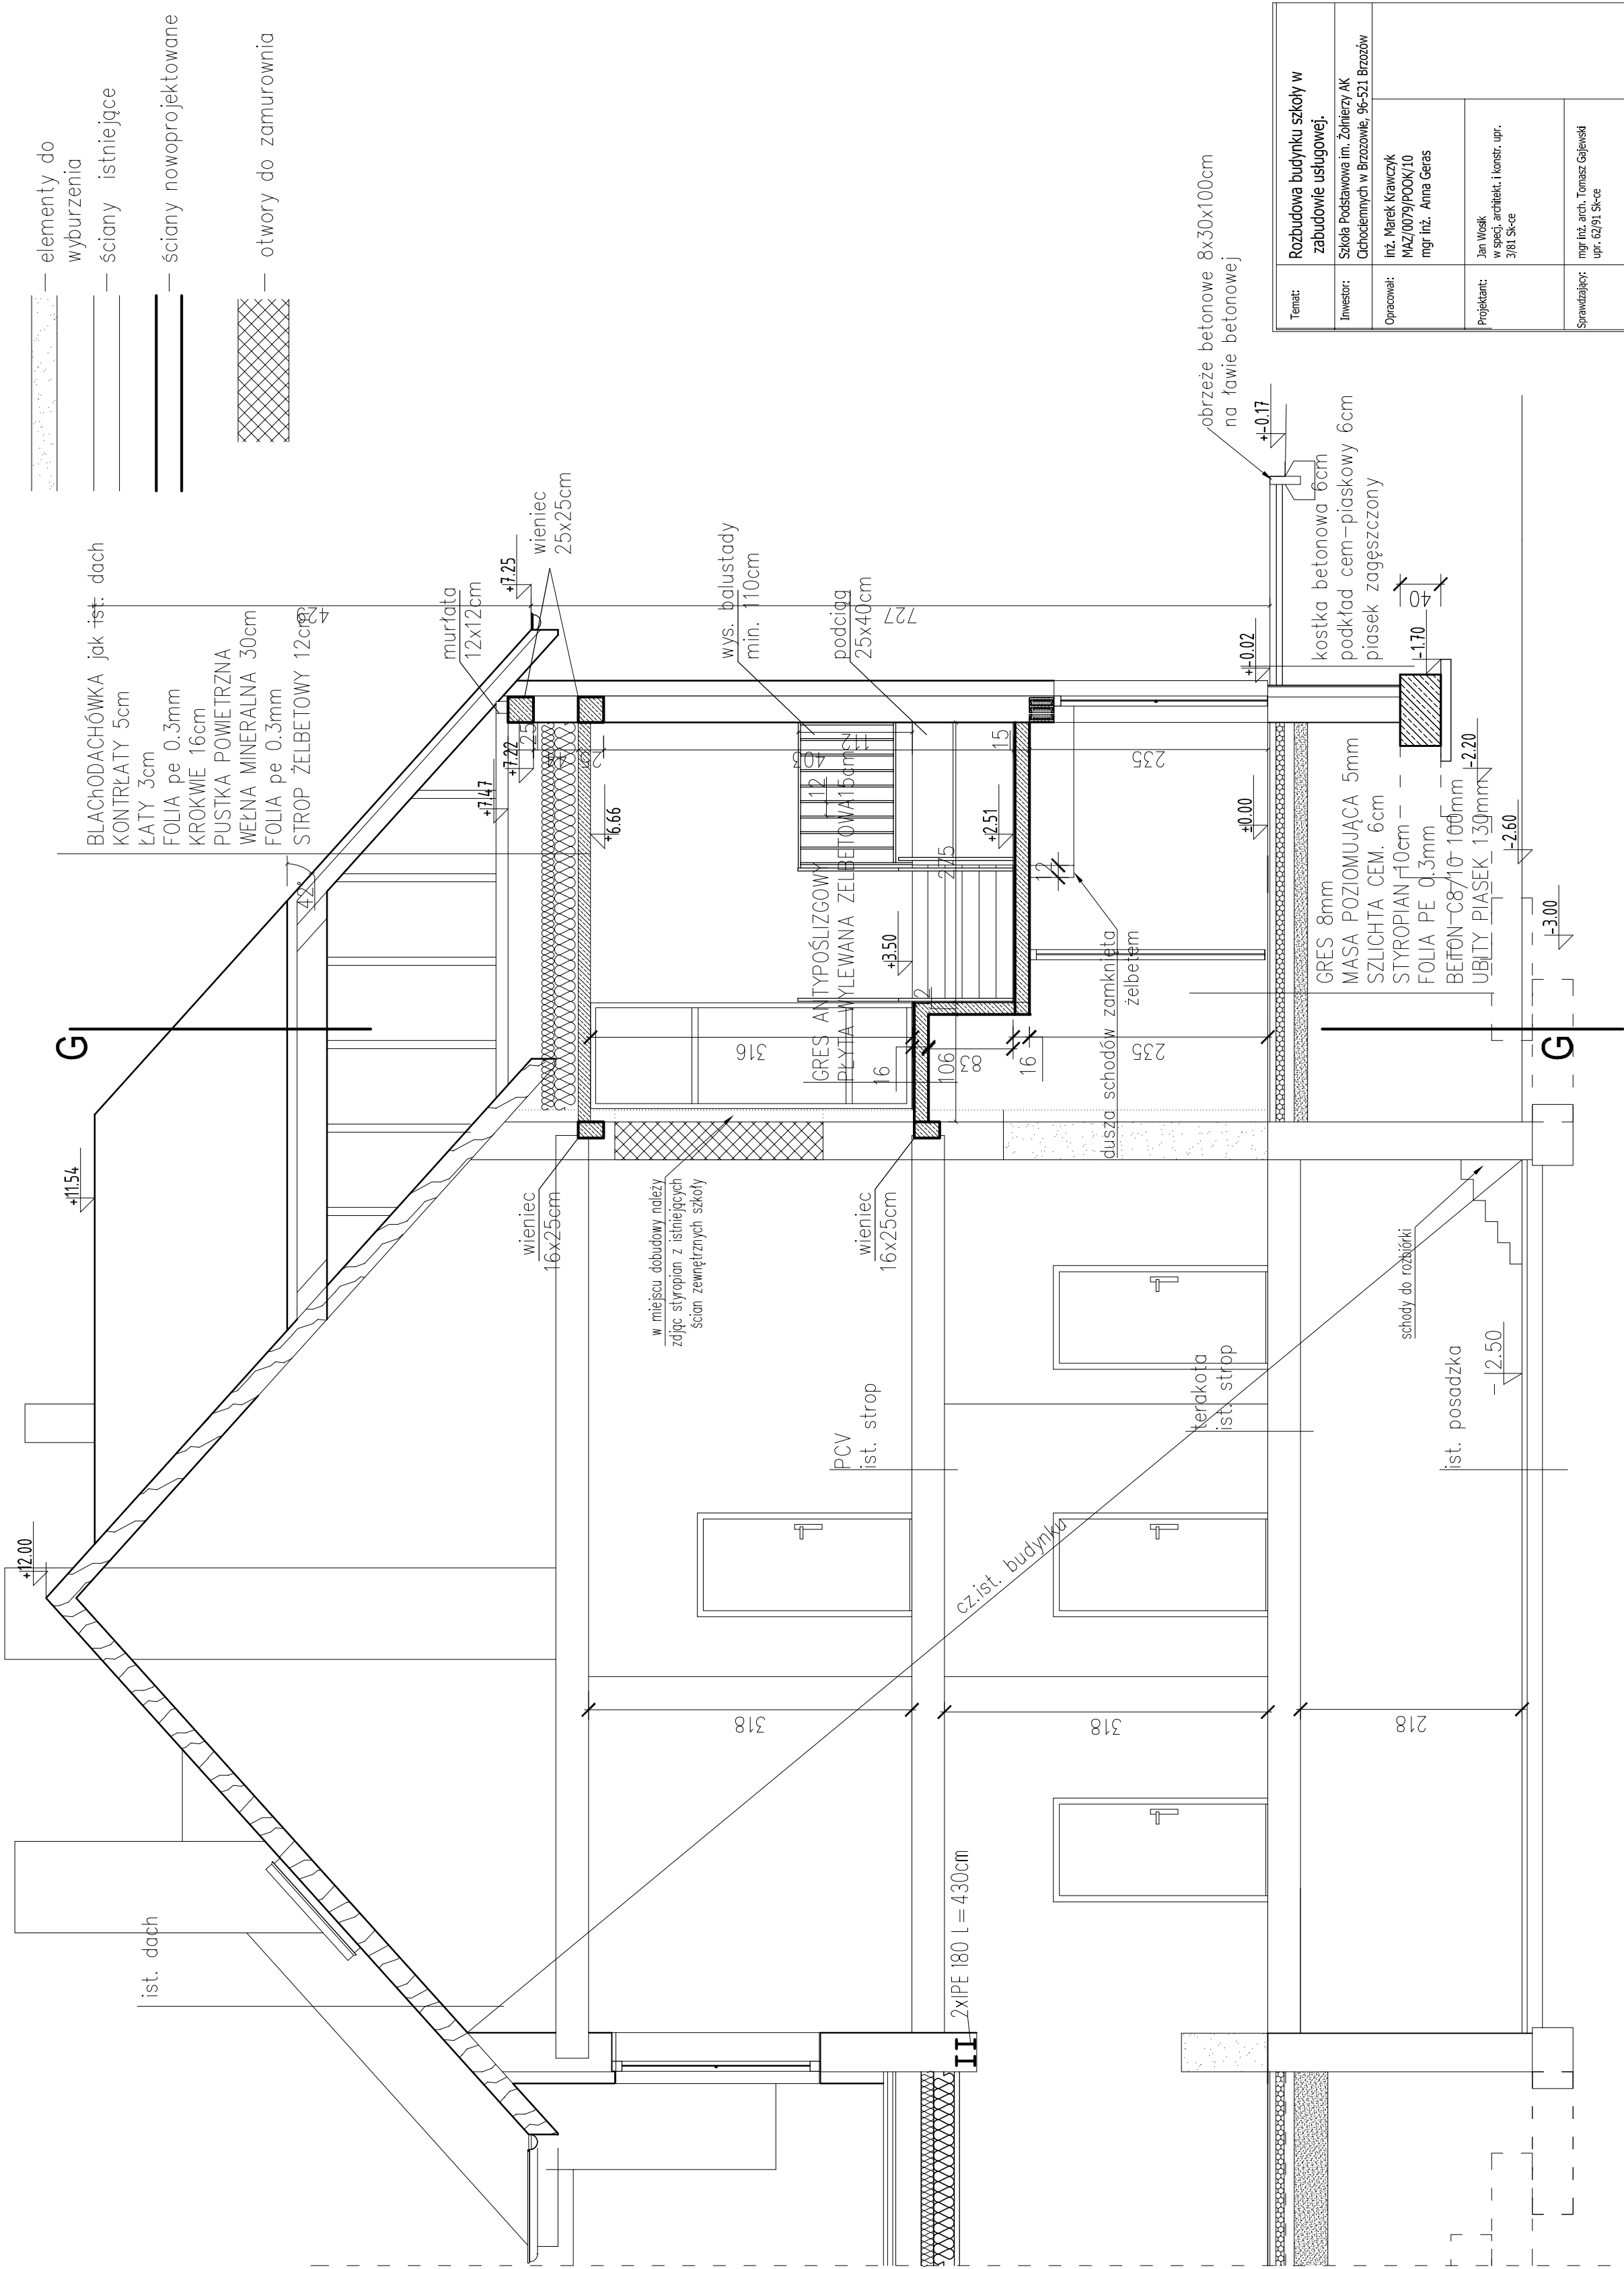 — elementy do
wyburzenia
— ściany istniejące
— ściany nowoprojektowane
— otwory do zamurownia
BLAChODACHÓWKA jak ist. dach
KONTRŁATY 5cm
ŁATY 3cm
FOLIA pe 0.3mm
KROKWIE 16cm
PUSTKA POWIETRZNA
WEŁNA MINERALNA 30cm
FOLIA pe 0.3mm
STROP ŻELBETOWY 12cm
42°
G
+11.54
+12.00
ist. dach
+7.25
wieniec
25x25cm
murłata
12x12cm
+7.47
+7.22
25
+6.66
wys. balustady
min. 110cm
podciąg
25x40cm
727
403
112
12
15
235
+2.51
275
12
±0.00
+3.50
GRES ANTYPOŚLIZGOWY
PŁYTA WYLEWANA ŻELBETOWA15cm
316
16
106
2
83
16
235
dusza schodów zamknięta
żelbetem
wieniec
16x25cm
w miejscu dobudowy należy
zdjąc styropian z istniejących
ścian zewnętrznych szkoły
wieniec
16x25cm
PCV
ist. strop
terakota
ist. strop
cz.ist. budynku
schody do rozbiórki
ist. posadzka
-2.50
318
318
218
2xIPE 180 L=430cm
obrzeże betonowe 8x30x100cm
na ławie betonowej
+-0.17
+-0.02
kostka betonowa 6cm
podkład cem-piaskowy 6cm
piasek zagęszczony
40
-1.70
-2.20
-2.60
-3.00
GRES 8mm
MASA POZIOMUJĄCA 5mm
SZLICHTA CEM. 6cm
STYROPIAN 10cm
FOLIA PE 0.3mm
BETON C8/10 100mm
UBITY PIASEK 130mm
G
Temat:
Rozbudowa budynku szkoły w
zabudowie usługowej.
Inwestor:
Szkoła Podstawowa im. Żołnierzy AK
Cichociemnych w Brzozowie, 96-521 Brzozów
Opracował:
inż. Marek Krawczyk
MAZ/0079/POOK/10
mgr inż. Anna Geras
Projektant:
Jan Wosik
w specj. architekt. i konstr. upr.
3/81 Sk-ce
Sprawdzający:
mgr inż. arch. Tomasz Gajewski
upr. 62/91 Sk-ce